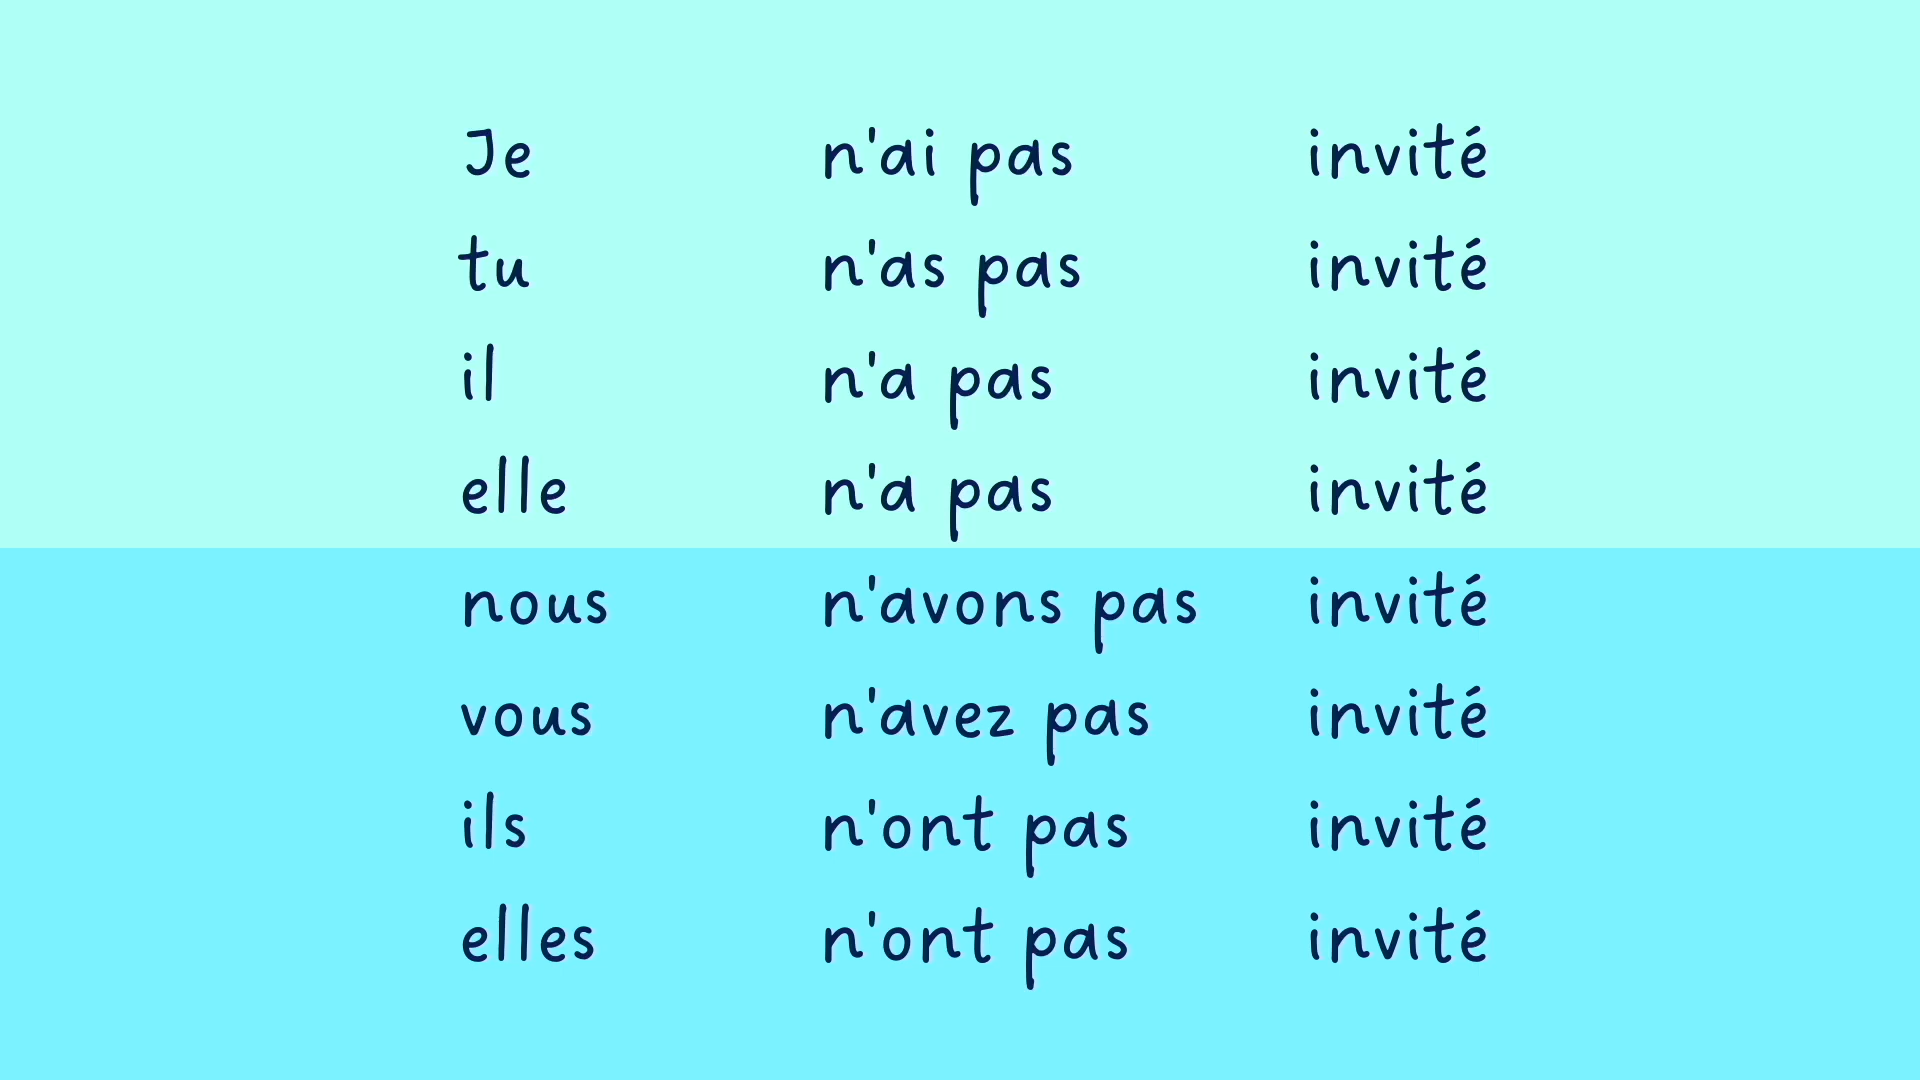 Je n'ai pas invité
tu n'as pas invité
il n'a pas invité
elle n'a pas invité
nous n'avons pas invité
vous n'avez pas invité
ils n'ont pas invité
elles n'ont pas invité